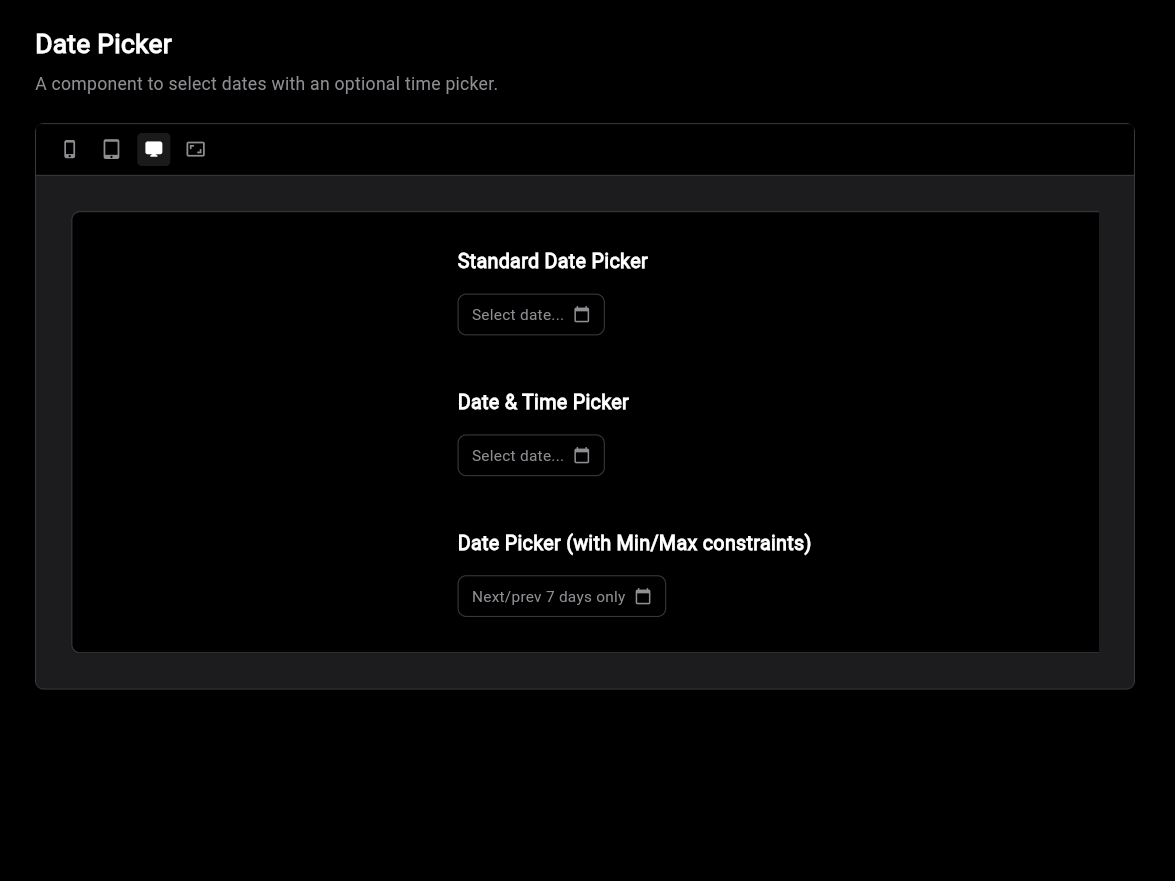 Date Picker
A component to select dates with an optional time picker.
Standard Date Picker
Select date...
Date & Time Picker
Select date...
Date Picker (with Min/Max constraints)
Next/prev 7 days only